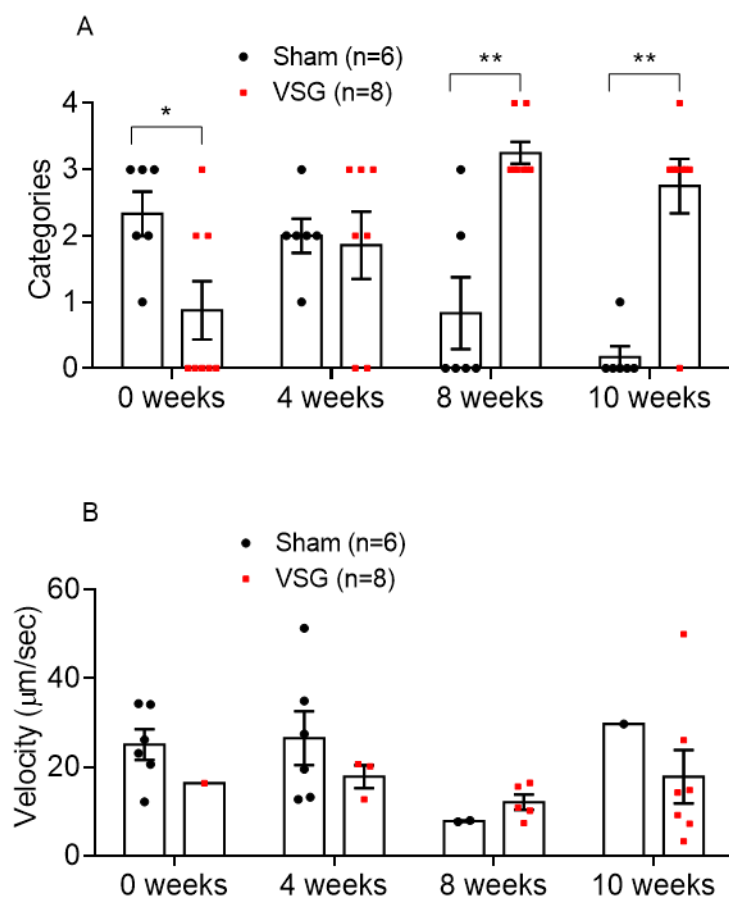 A
Sham (n=6)
VSG (n=8)
**
**
*
4
3
2
1
0
Categories
0 weeks
4 weeks
8 weeks
10 weeks
B
Sham (n=6)
VSG (n=8)
60
40
20
0
Velocity (μm/sec)
0 weeks
4 weeks
8 weeks
10 weeks